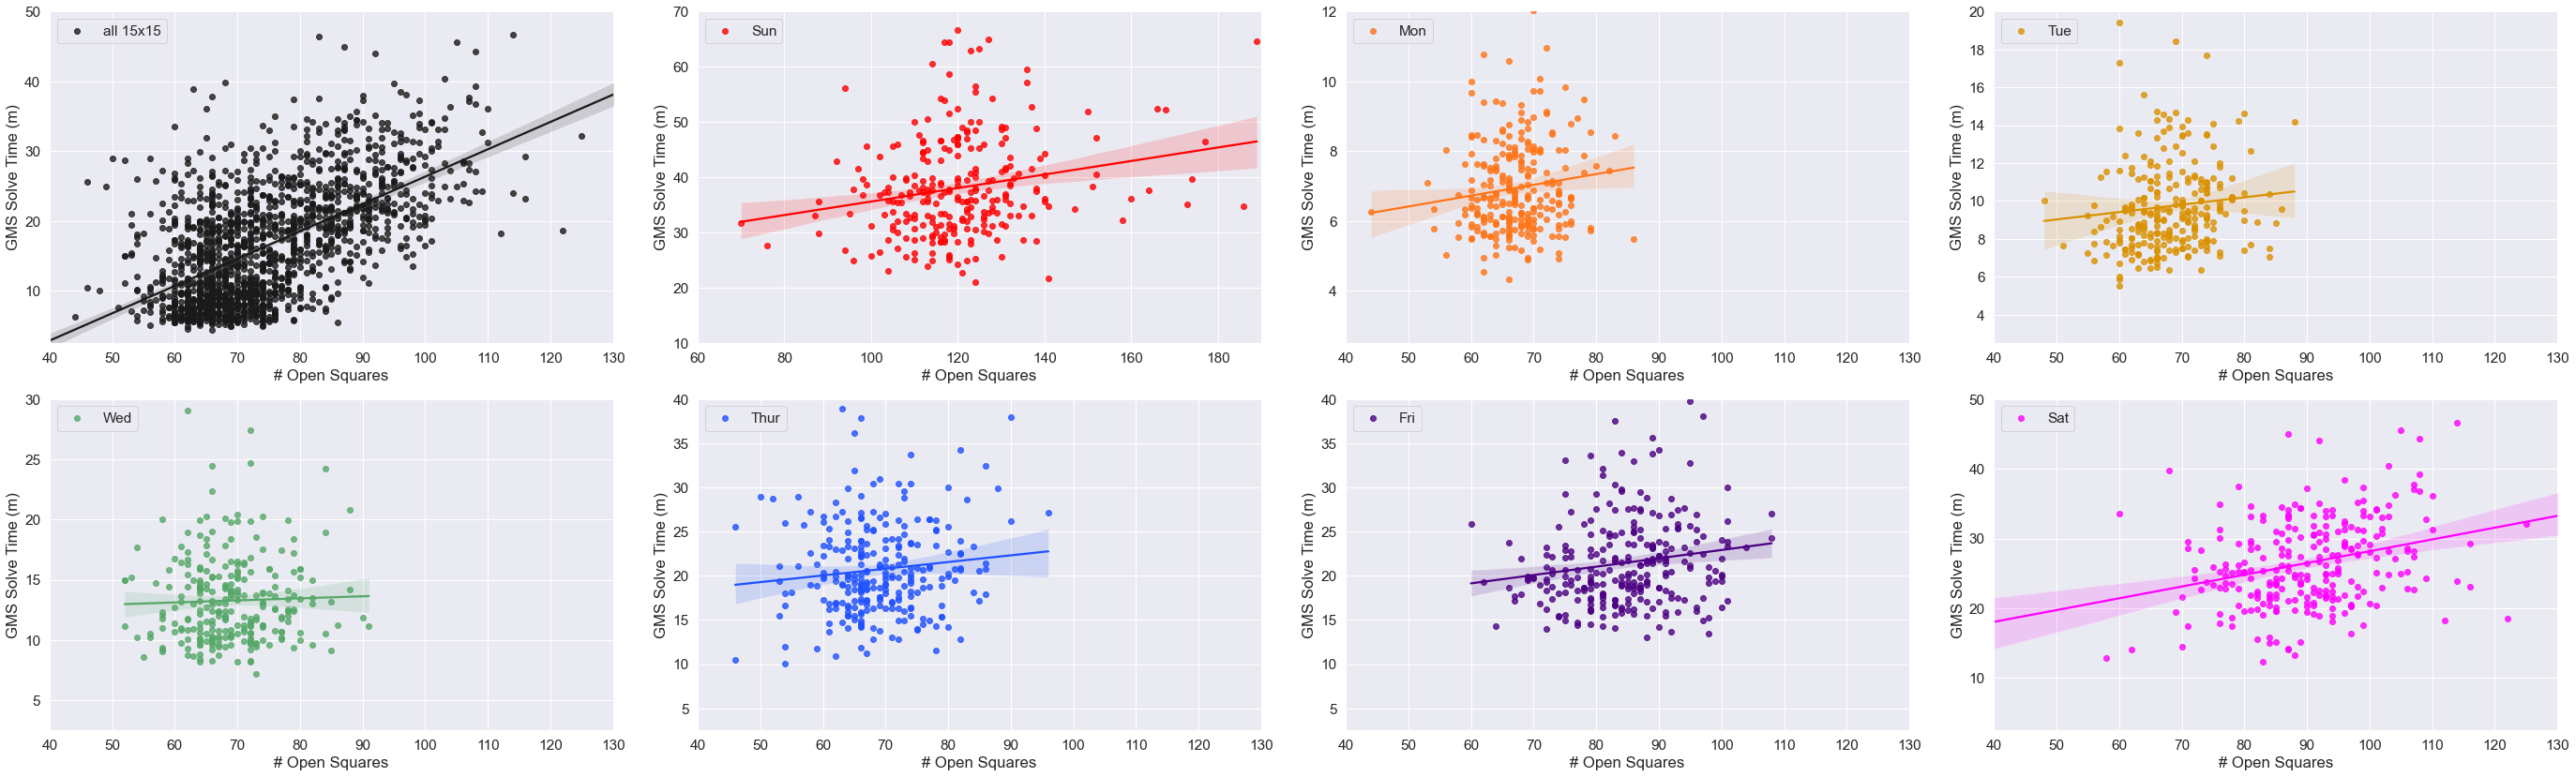 50
40
30
20
10
GMS Solve Time (m)
all 15x15
40 50 60 70 80 90 100 110 120 130
# Open Squares
70
60
50
40
30
20
10
GMS Solve Time (m)
Sun
60 80 100 120 140 160 180
# Open Squares
12
10
8
6
4
GMS Solve Time (m)
Mon
40 50 60 70 80 90 100 110 120 130
# Open Squares
20
18
16
14
12
10
8
6
4
GMS Solve Time (m)
Tue
40 50 60 70 80 90 100 110 120 130
# Open Squares
30
25
20
15
10
5
GMS Solve Time (m)
Wed
40 50 60 70 80 90 100 110 120 130
# Open Squares
40
35
30
25
20
15
10
5
GMS Solve Time (m)
Thur
40 50 60 70 80 90 100 110 120 130
# Open Squares
40
35
30
25
20
15
10
5
GMS Solve Time (m)
Fri
40 50 60 70 80 90 100 110 120 130
# Open Squares
50
40
30
20
10
GMS Solve Time (m)
Sat
40 50 60 70 80 90 100 110 120 130
# Open Squares